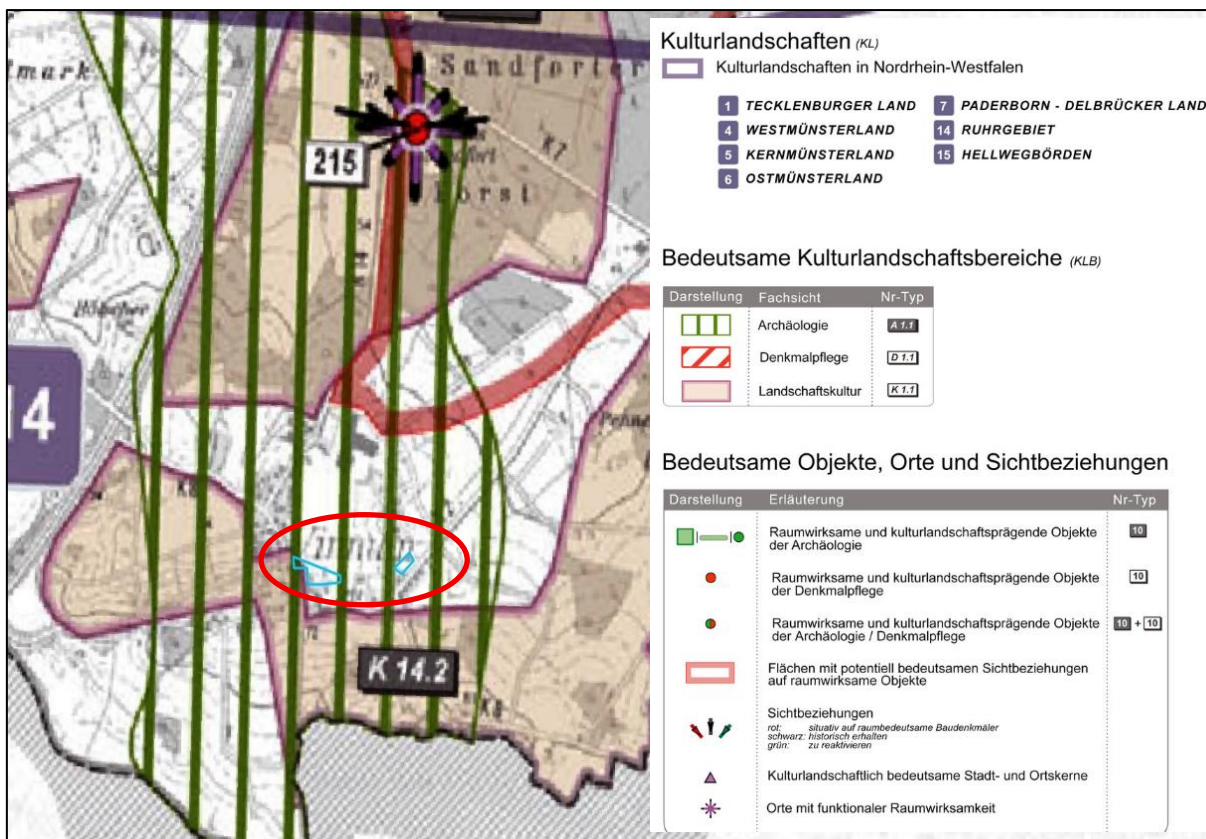 mark
Sandforter
K7
215
Forst
14
K8
K 14.2
K8
Kulturlandschaften (KL)
Kulturlandschaften in Nordrhein-Westfalen
1 TECKLENBURGER LAND
4 WESTMÜNSTERLAND
5 KERNMÜNSTERLAND
6 OSTMÜNSTERLAND
7 PADERBORN - DELBRÜCKER LAND
14 RUHRGEBIET
15 HELLWEGBÖRDEN
Bedeutsame Kulturlandschaftsbereiche (KLB)
Darstellung Fachsicht Nr-Typ
Archäologie A 1.1
Denkmalpflege D 1.1
Landschaftskultur K 1.1
Bedeutsame Objekte, Orte und Sichtbeziehungen
Darstellung Erläuterung Nr-Typ
Raumwirksame und kulturlandschaftsprägende Objekte
der Archäologie 10
Raumwirksame und kulturlandschaftsprägende Objekte
der Denkmalpflege 10
Raumwirksame und kulturlandschaftsprägende Objekte
der Archäologie / Denkmalpflege 10 + 10
Flächen mit potentiell bedeutsamen Sichtbeziehungen
auf raumwirksame Objekte
Sichtbeziehungen
rot: situativ auf raumbedeutsame Baudenkmäler
schwarz: historisch erhalten
grün: zu reaktivieren
Kulturlandschaftlich bedeutsame Stadt- und Ortskerne
Orte mit funktionaler Raumwirksamkeit